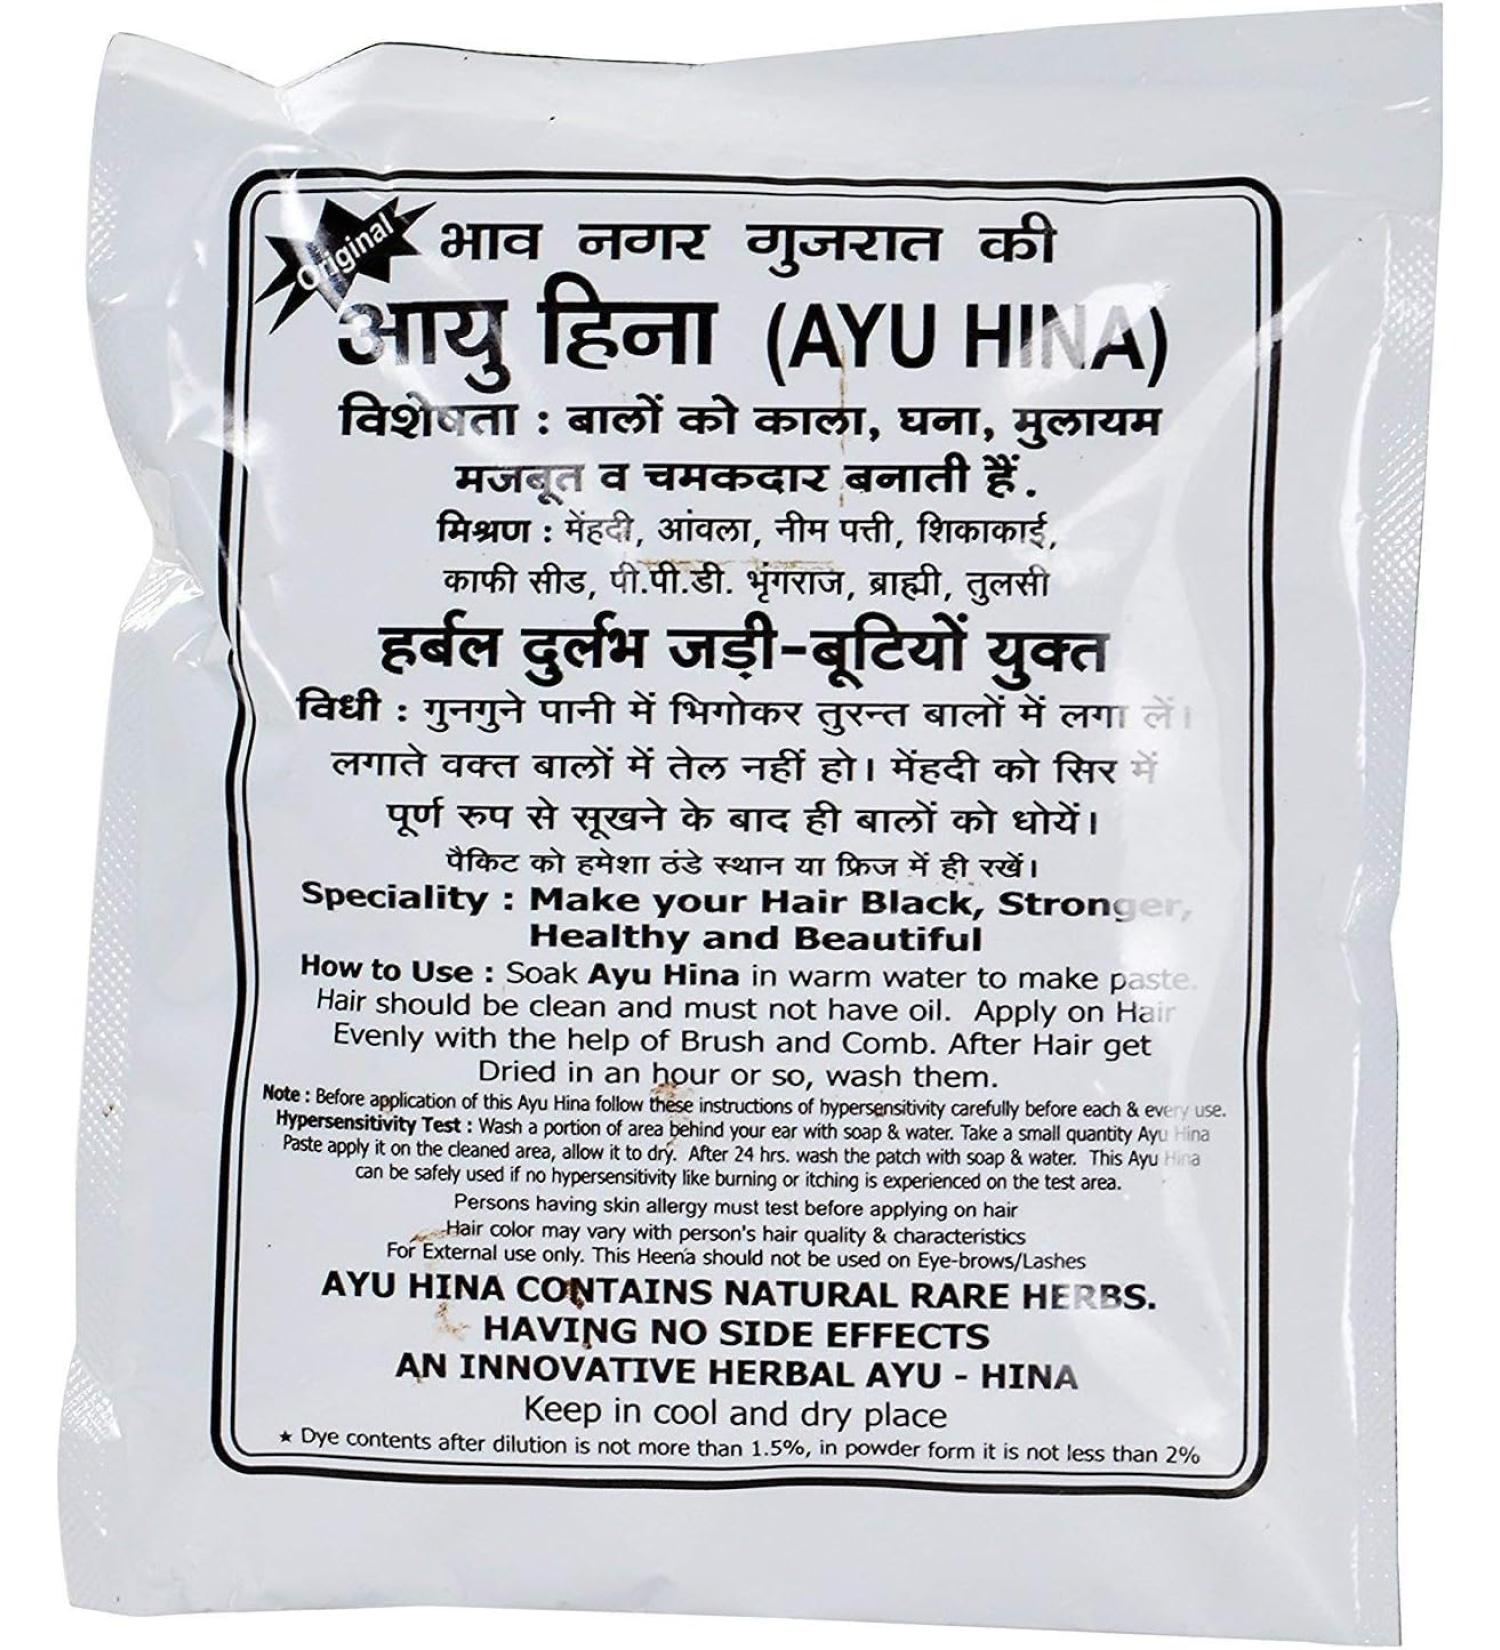 Original
भाव नगर गुजरात की
आयु हिना (AYU HINA)
विशेषता : बालों को काला, घना, मुलायम
मजबूत व चमकदार बनाती हैं.
मिश्रण : मेंहदी, आंवला, नीम पत्ती, शिकाकाई,
काफी सीड, पी.पी.डी. भृंगराज, ब्राह्मी, तुलसी
हर्बल दुर्लभ जड़ी-बूटियों युक्त
विधी : गुनगुने पानी में भिगोकर तुरन्त बालों में लगा लें।
लगाते वक्त बालों में तेल नहीं हो। मेंहदी को सिर में
पूर्ण रुप से सूखने के बाद ही बालों को धोयें।
पैकिट को हमेशा ठंडे स्थान या फ्रिज में ही रखें।
Speciality : Make your Hair Black, Stronger,
Healthy and Beautiful
How to Use : Soak Ayu Hina in warm water to make paste.
Hair should be clean and must not have oil. Apply on Hair
Evenly with the help of Brush and Comb. After Hair get
Dried in an hour or so, wash them.
Note : Before application of this Ayu Hina follow these instructions of hypersensitivity carefully before each & every use.
Hypersensitivity Test : Wash a portion of area behind your ear with soap & water. Take a small quantity Ayu Hina
Paste apply it on the cleaned area, allow it to dry. After 24 hrs. wash the patch with soap & water. This Ayu Hina
can be safely used if no hypersensitivity like burning or itching is experienced on the test area.
Persons having skin allergy must test before applying on hair
Hair color may vary with person's hair quality & characteristics
For External use only. This Heena should not be used on Eye-brows/Lashes
AYU HINA CONTAINS NATURAL RARE HERBS.
HAVING NO SIDE EFFECTS
AN INNOVATIVE HERBAL AYU - HINA
Keep in cool and dry place
★ Dye contents after dilution is not more than 1.5%, in powder form it is not less than 2%